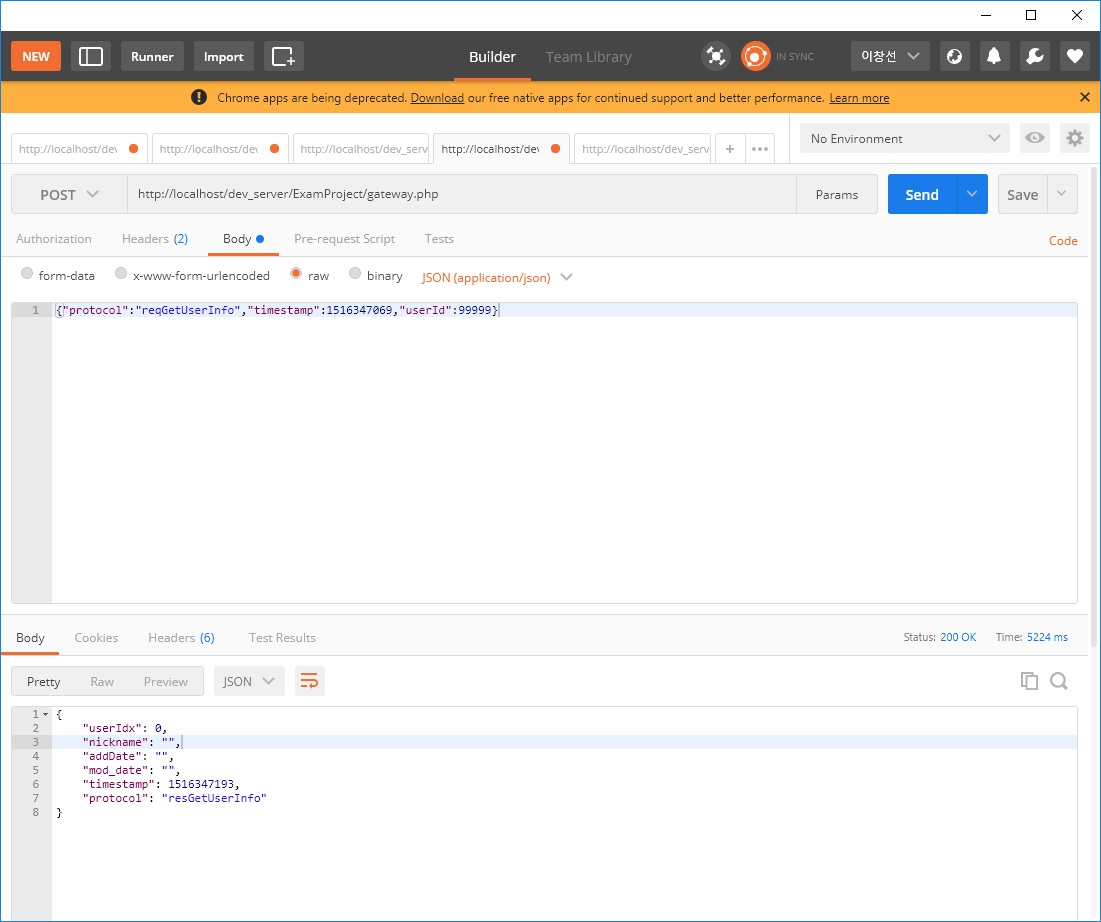 NEW Runner Import Builder Team Library IN SYNC 이창선
Chrome apps are being deprecated. Download our free native apps for continued support and better performance. Learn more
http://localhost/dev http://localhost/dev http://localhost/dev_serv http://localhost/dev http://localhost/dev_serv + ••• No Environment
POST http://localhost/dev_server/ExamProject/gateway.php Params Send Save
Authorization Headers (2) Body Pre-request Script Tests Code
form-data x-www-form-urlencoded raw binary JSON (application/json)
1 {"protocol":"reqGetUserInfo","timestamp":1516347069,"userId":99999}
Body Cookies Headers (6) Test Results Status: 200 OK Time: 5224 ms
Pretty Raw Preview JSON
1 {
2 "userIdx": 0,
3 "nickname": "",
4 "addDate": "",
5 "mod_date": "",
6 "timestamp": 1516347193,
7 "protocol": "resGetUserInfo"
8 }